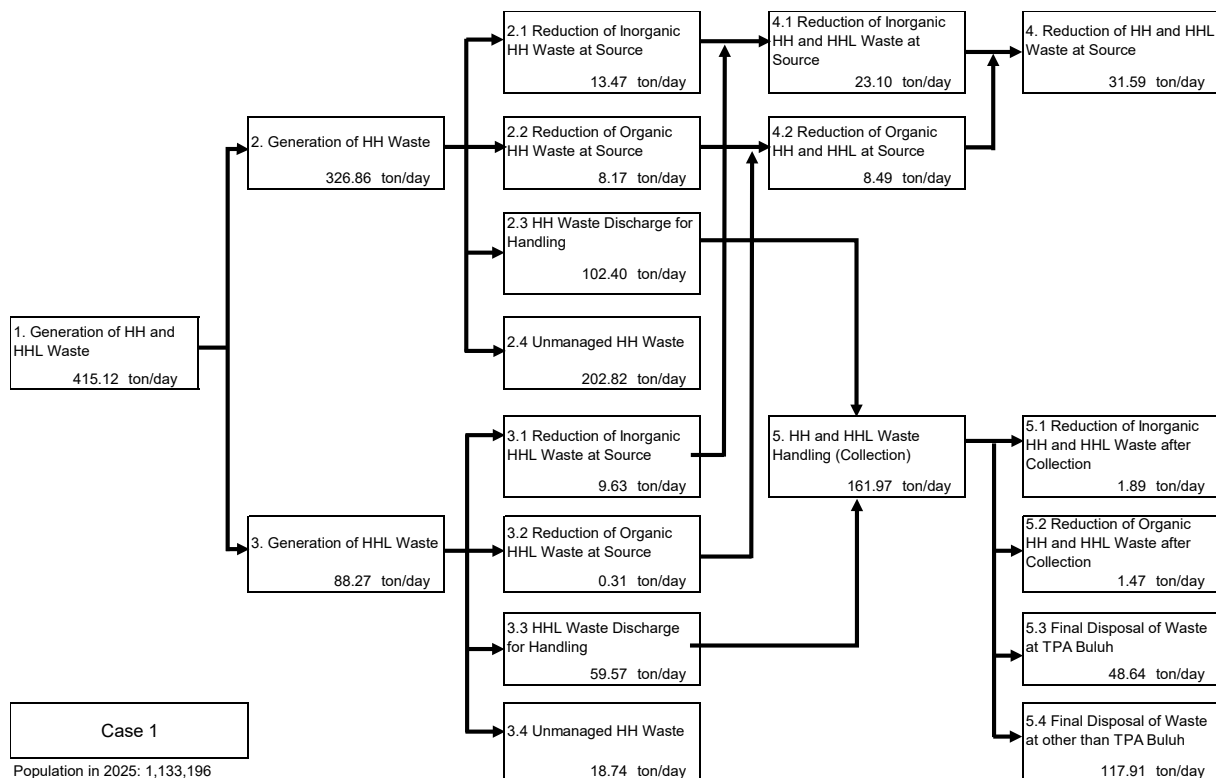 1. Generation of HH and
HHL Waste
415.12 ton/day
2. Generation of HH Waste
326.86 ton/day
3. Generation of HHL Waste
88.27 ton/day
2.1 Reduction of Inorganic
HH Waste at Source
13.47 ton/day
2.2 Reduction of Organic
HH Waste at Source
8.17 ton/day
2.3 HH Waste Discharge for
Handling
102.40 ton/day
2.4 Unmanaged HH Waste
202.82 ton/day
3.1 Reduction of Inorganic
HHL Waste at Source
9.63 ton/day
3.2 Reduction of Organic
HHL Waste at Source
0.31 ton/day
3.3 HHL Waste Discharge
for Handling
59.57 ton/day
3.4 Unmanaged HH Waste
18.74 ton/day
4.1 Reduction of Inorganic
HH and HHL Waste at
Source
23.10 ton/day
4.2 Reduction of Organic
HH and HHL at Source
8.49 ton/day
4. Reduction of HH and HHL
Waste at Source
31.59 ton/day
5. HH and HHL Waste
Handling (Collection)
161.97 ton/day
5.1 Reduction of Inorganic
HH and HHL Waste after
Collection
1.89 ton/day
5.2 Reduction of Organic
HH and HHL Waste after
Collection
1.47 ton/day
5.3 Final Disposal of Waste
at TPA Buluh
48.64 ton/day
5.4 Final Disposal of Waste
at other than TPA Buluh
117.91 ton/day
Case 1
Population in 2025: 1,133,196